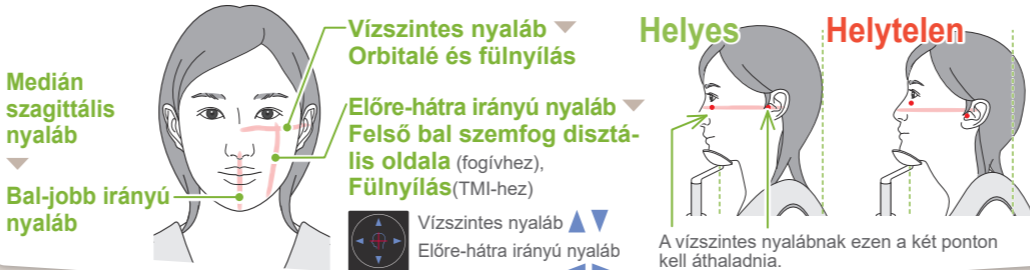 Medián
szagittális
nyaláb
Bal-jobb irányú
nyaláb
Vízszintes nyaláb
Orbitalé és fülnyílás
Előre-hátra irányú nyaláb
Felső bal szemfog disztá-
lis oldala (fogívhez),
Fülnyílás(TMI-hez)
Vízszintes nyaláb
Előre-hátra irányú nyaláb
Helyes
Helytelen
A vízszintes nyalábnak ezen a két ponton
kell áthaladnia.